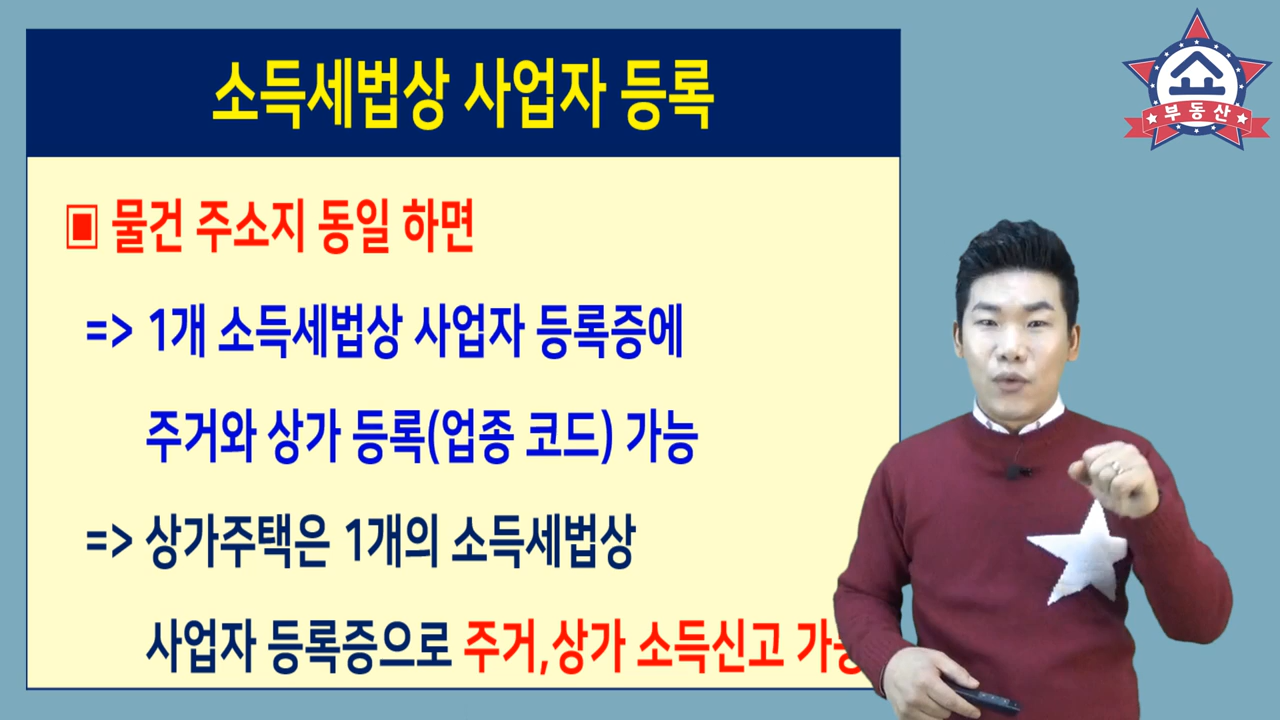 소득세법상 사업자 등록
▣ 물건 주소지 동일 하면
=> 1개 소득세법상 사업자 등록증에
주거와 상가 등록(업종 코드) 가능
=> 상가주택은 1개의 소득세법상
사업자 등록증으로 주거,상가 소득신고 가능
부동산